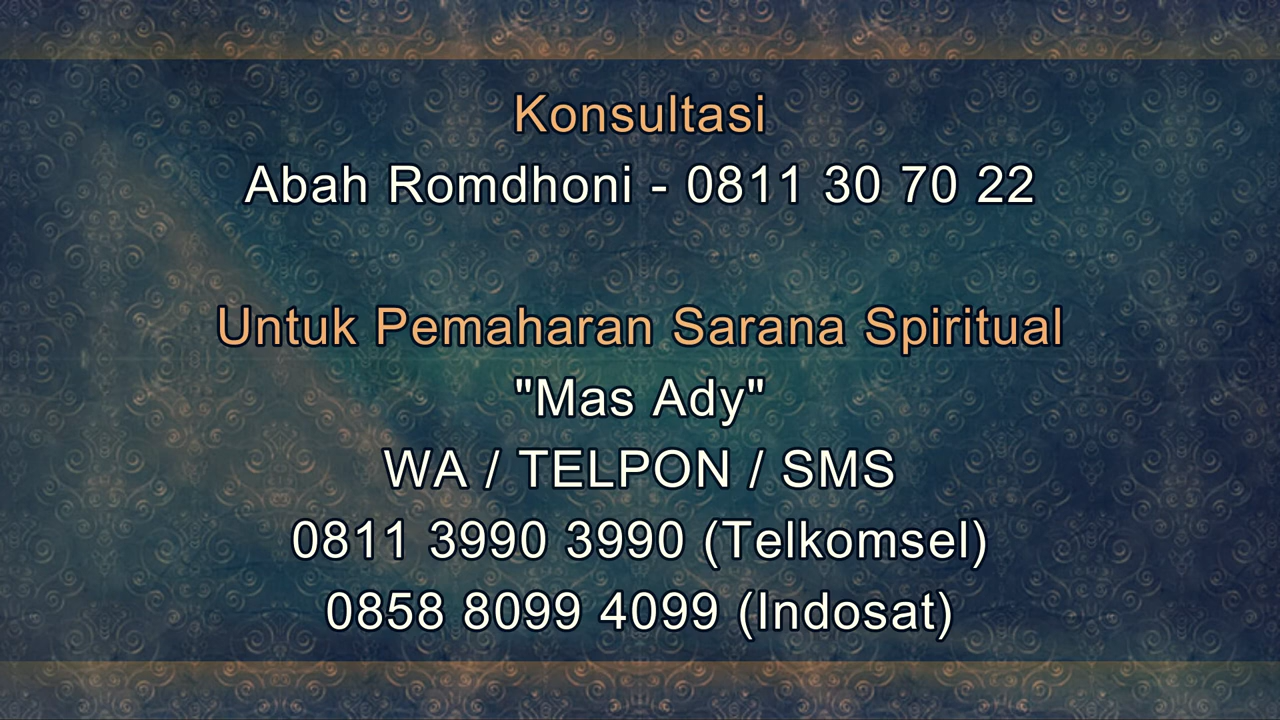 Konsultasi
Abah Romdhoni - 0811 30 70 22
Untuk Pemaharan Sarana Spiritual
"Mas Ady"
WA / TELPON / SMS
0811 3990 3990 (Telkomsel)
0858 8099 4099 (Indosat)